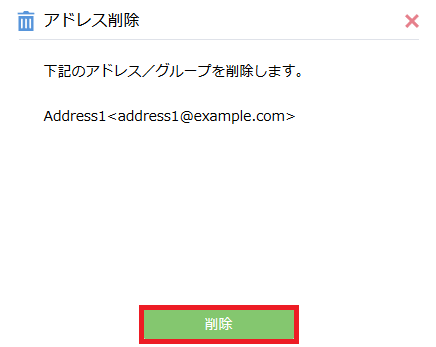 アドレス削除
下記のアドレス／グループを削除します。
Address1<address1@example.com>
削除